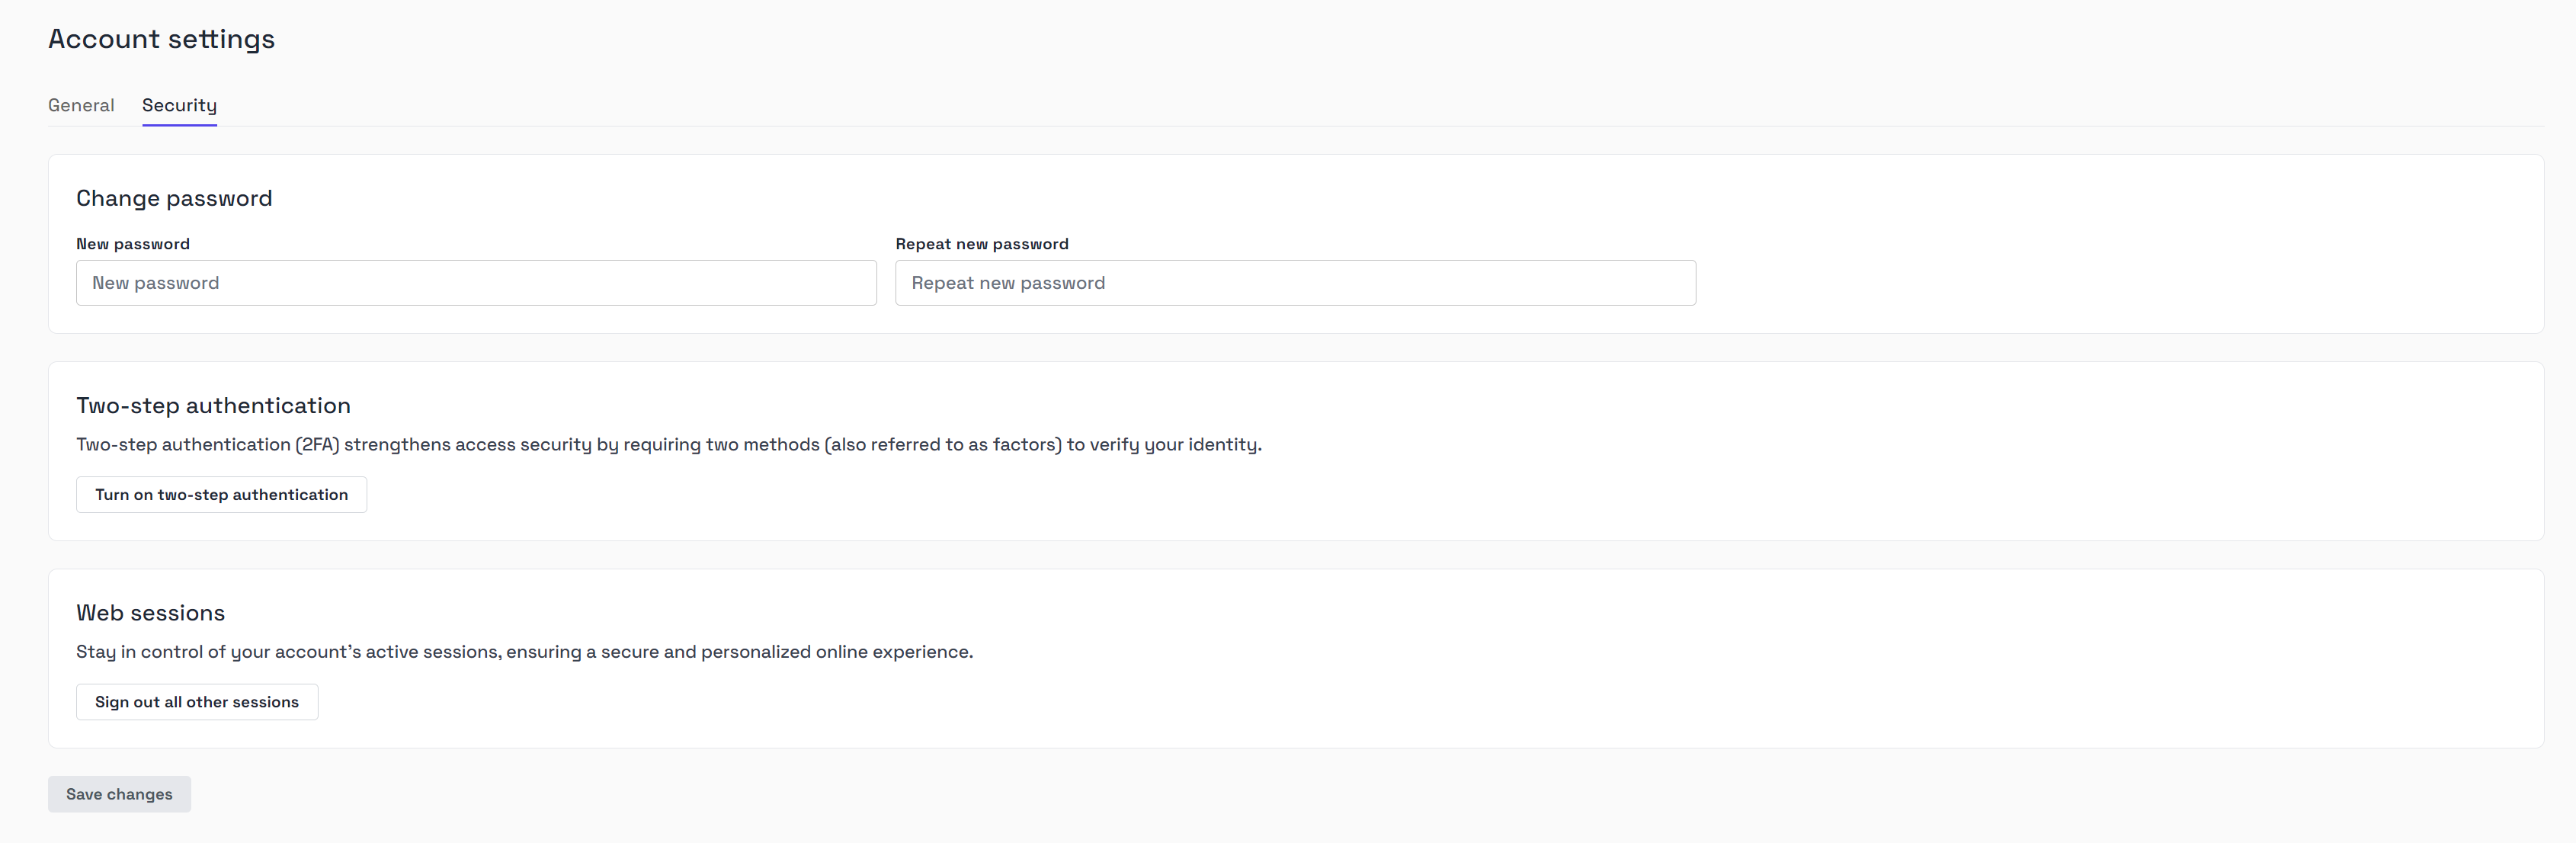 Account settings
General Security
Change password
New password Repeat new password
New password Repeat new password
Two-step authentication
Two-step authentication (2FA) strengthens access security by requiring two methods (also referred to as factors) to verify your identity.
Turn on two-step authentication
Web sessions
Stay in control of your account’s active sessions, ensuring a secure and personalized online experience.
Sign out all other sessions
Save changes